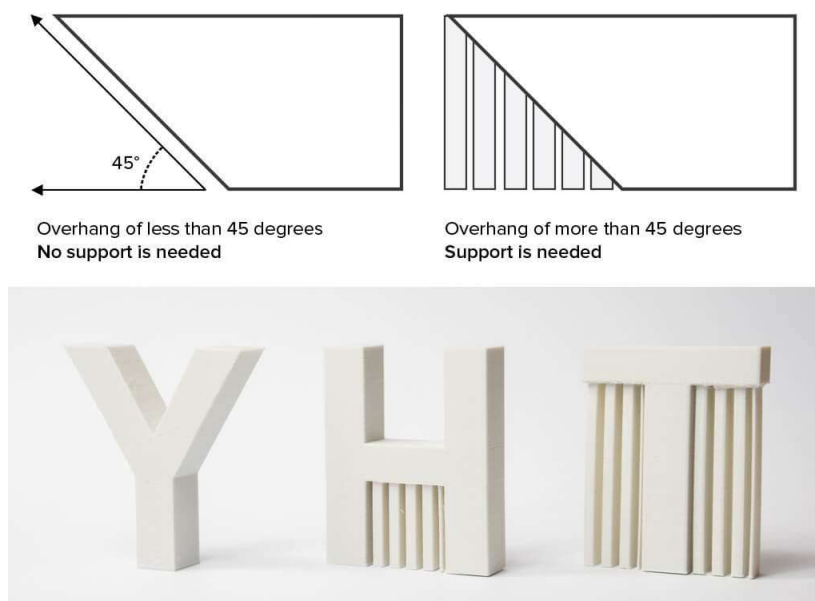 45°
Overhang of less than 45 degrees
No support is needed
Overhang of more than 45 degrees
Support is needed
Y H T